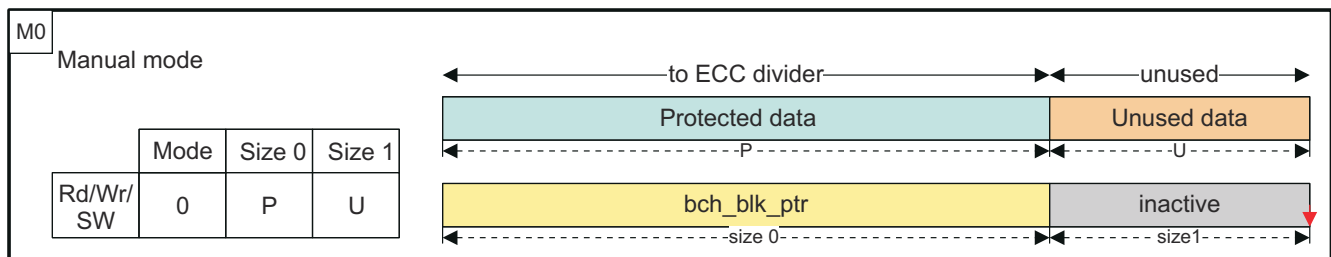 M0
Manual mode
to ECC divider
unused
Protected data
Unused data
P
U
Mode
Size 0
Size 1
Rd/Wr/
SW
0
P
U
bch_blk_ptr
inactive
size 0
size1